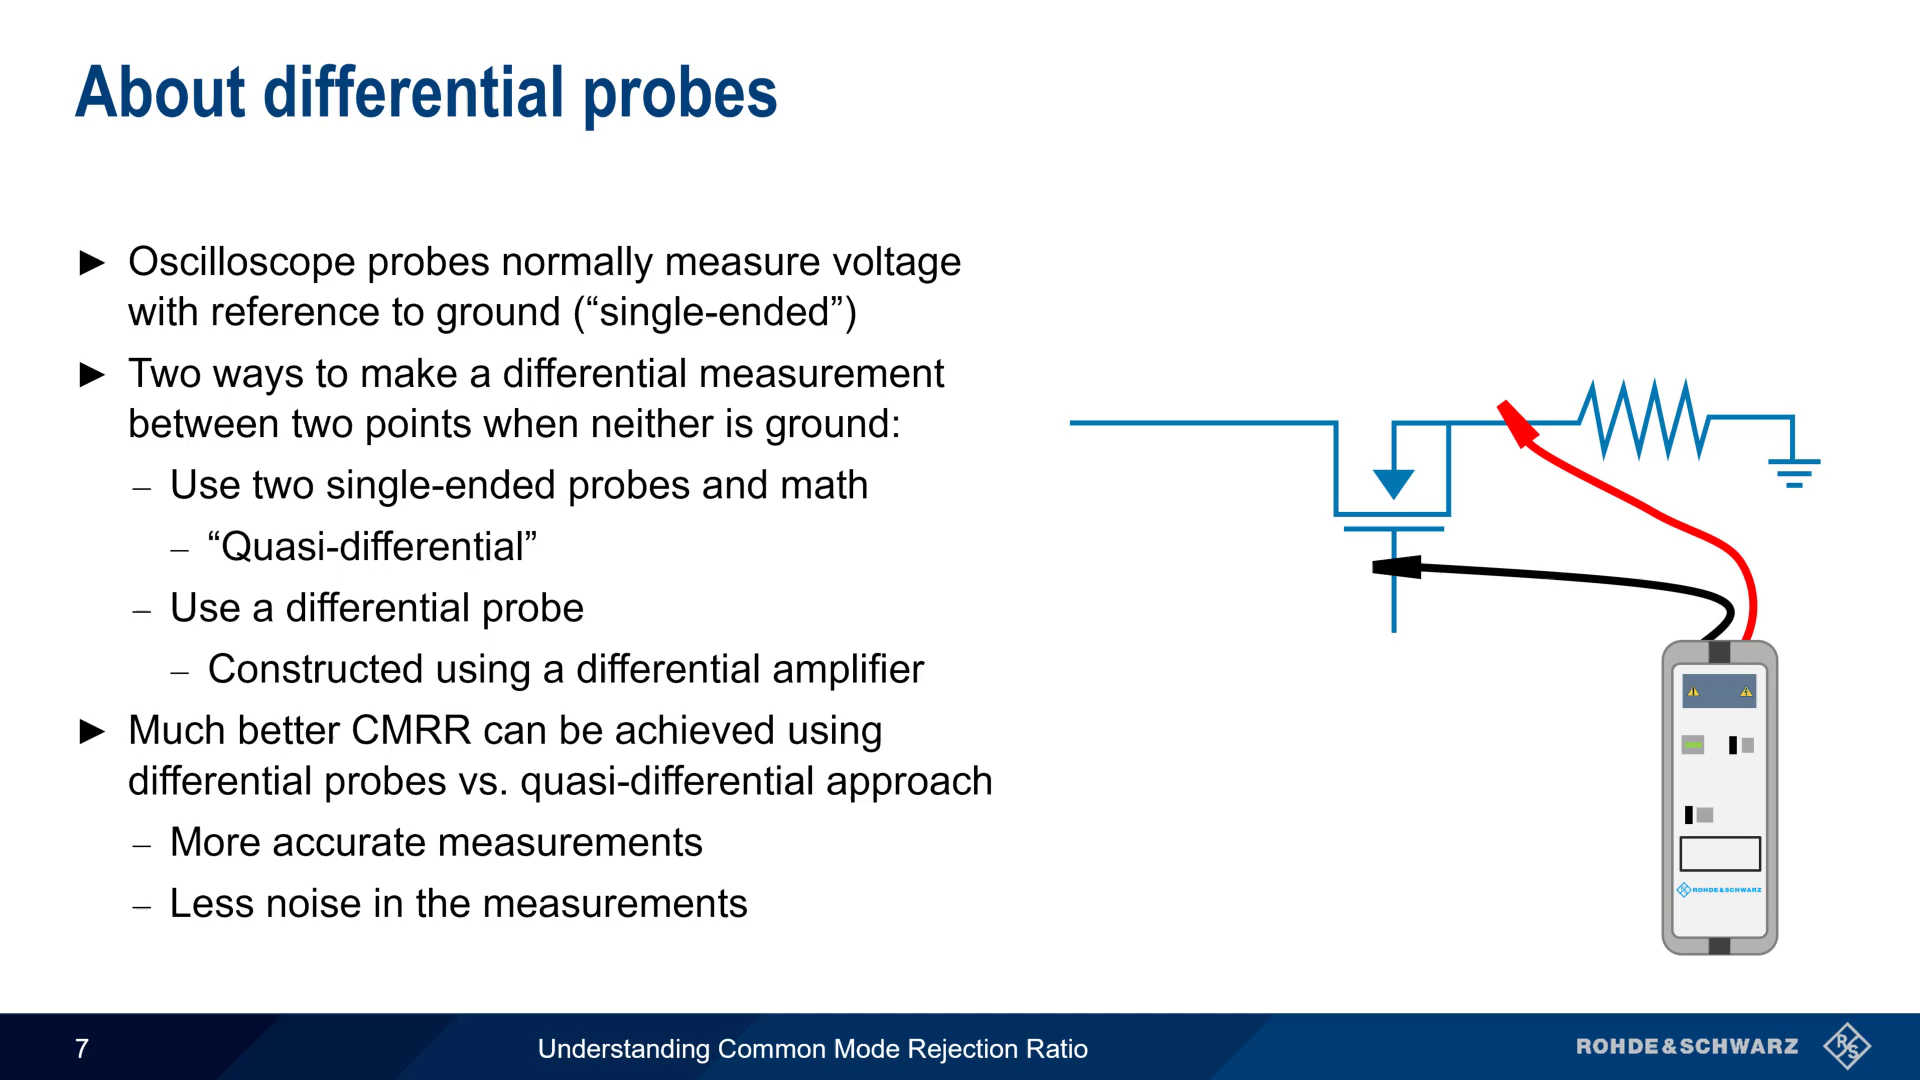 About differential probes
► Oscilloscope probes normally measure voltage
with reference to ground (“single-ended”)
► Two ways to make a differential measurement
between two points when neither is ground:
– Use two single-ended probes and math
– “Quasi-differential”
– Use a differential probe
– Constructed using a differential amplifier
► Much better CMRR can be achieved using
differential probes vs. quasi-differential approach
– More accurate measurements
– Less noise in the measurements
ROHDE&SCHWARZ
7
Understanding Common Mode Rejection Ratio
ROHDE&SCHWARZ
R&S